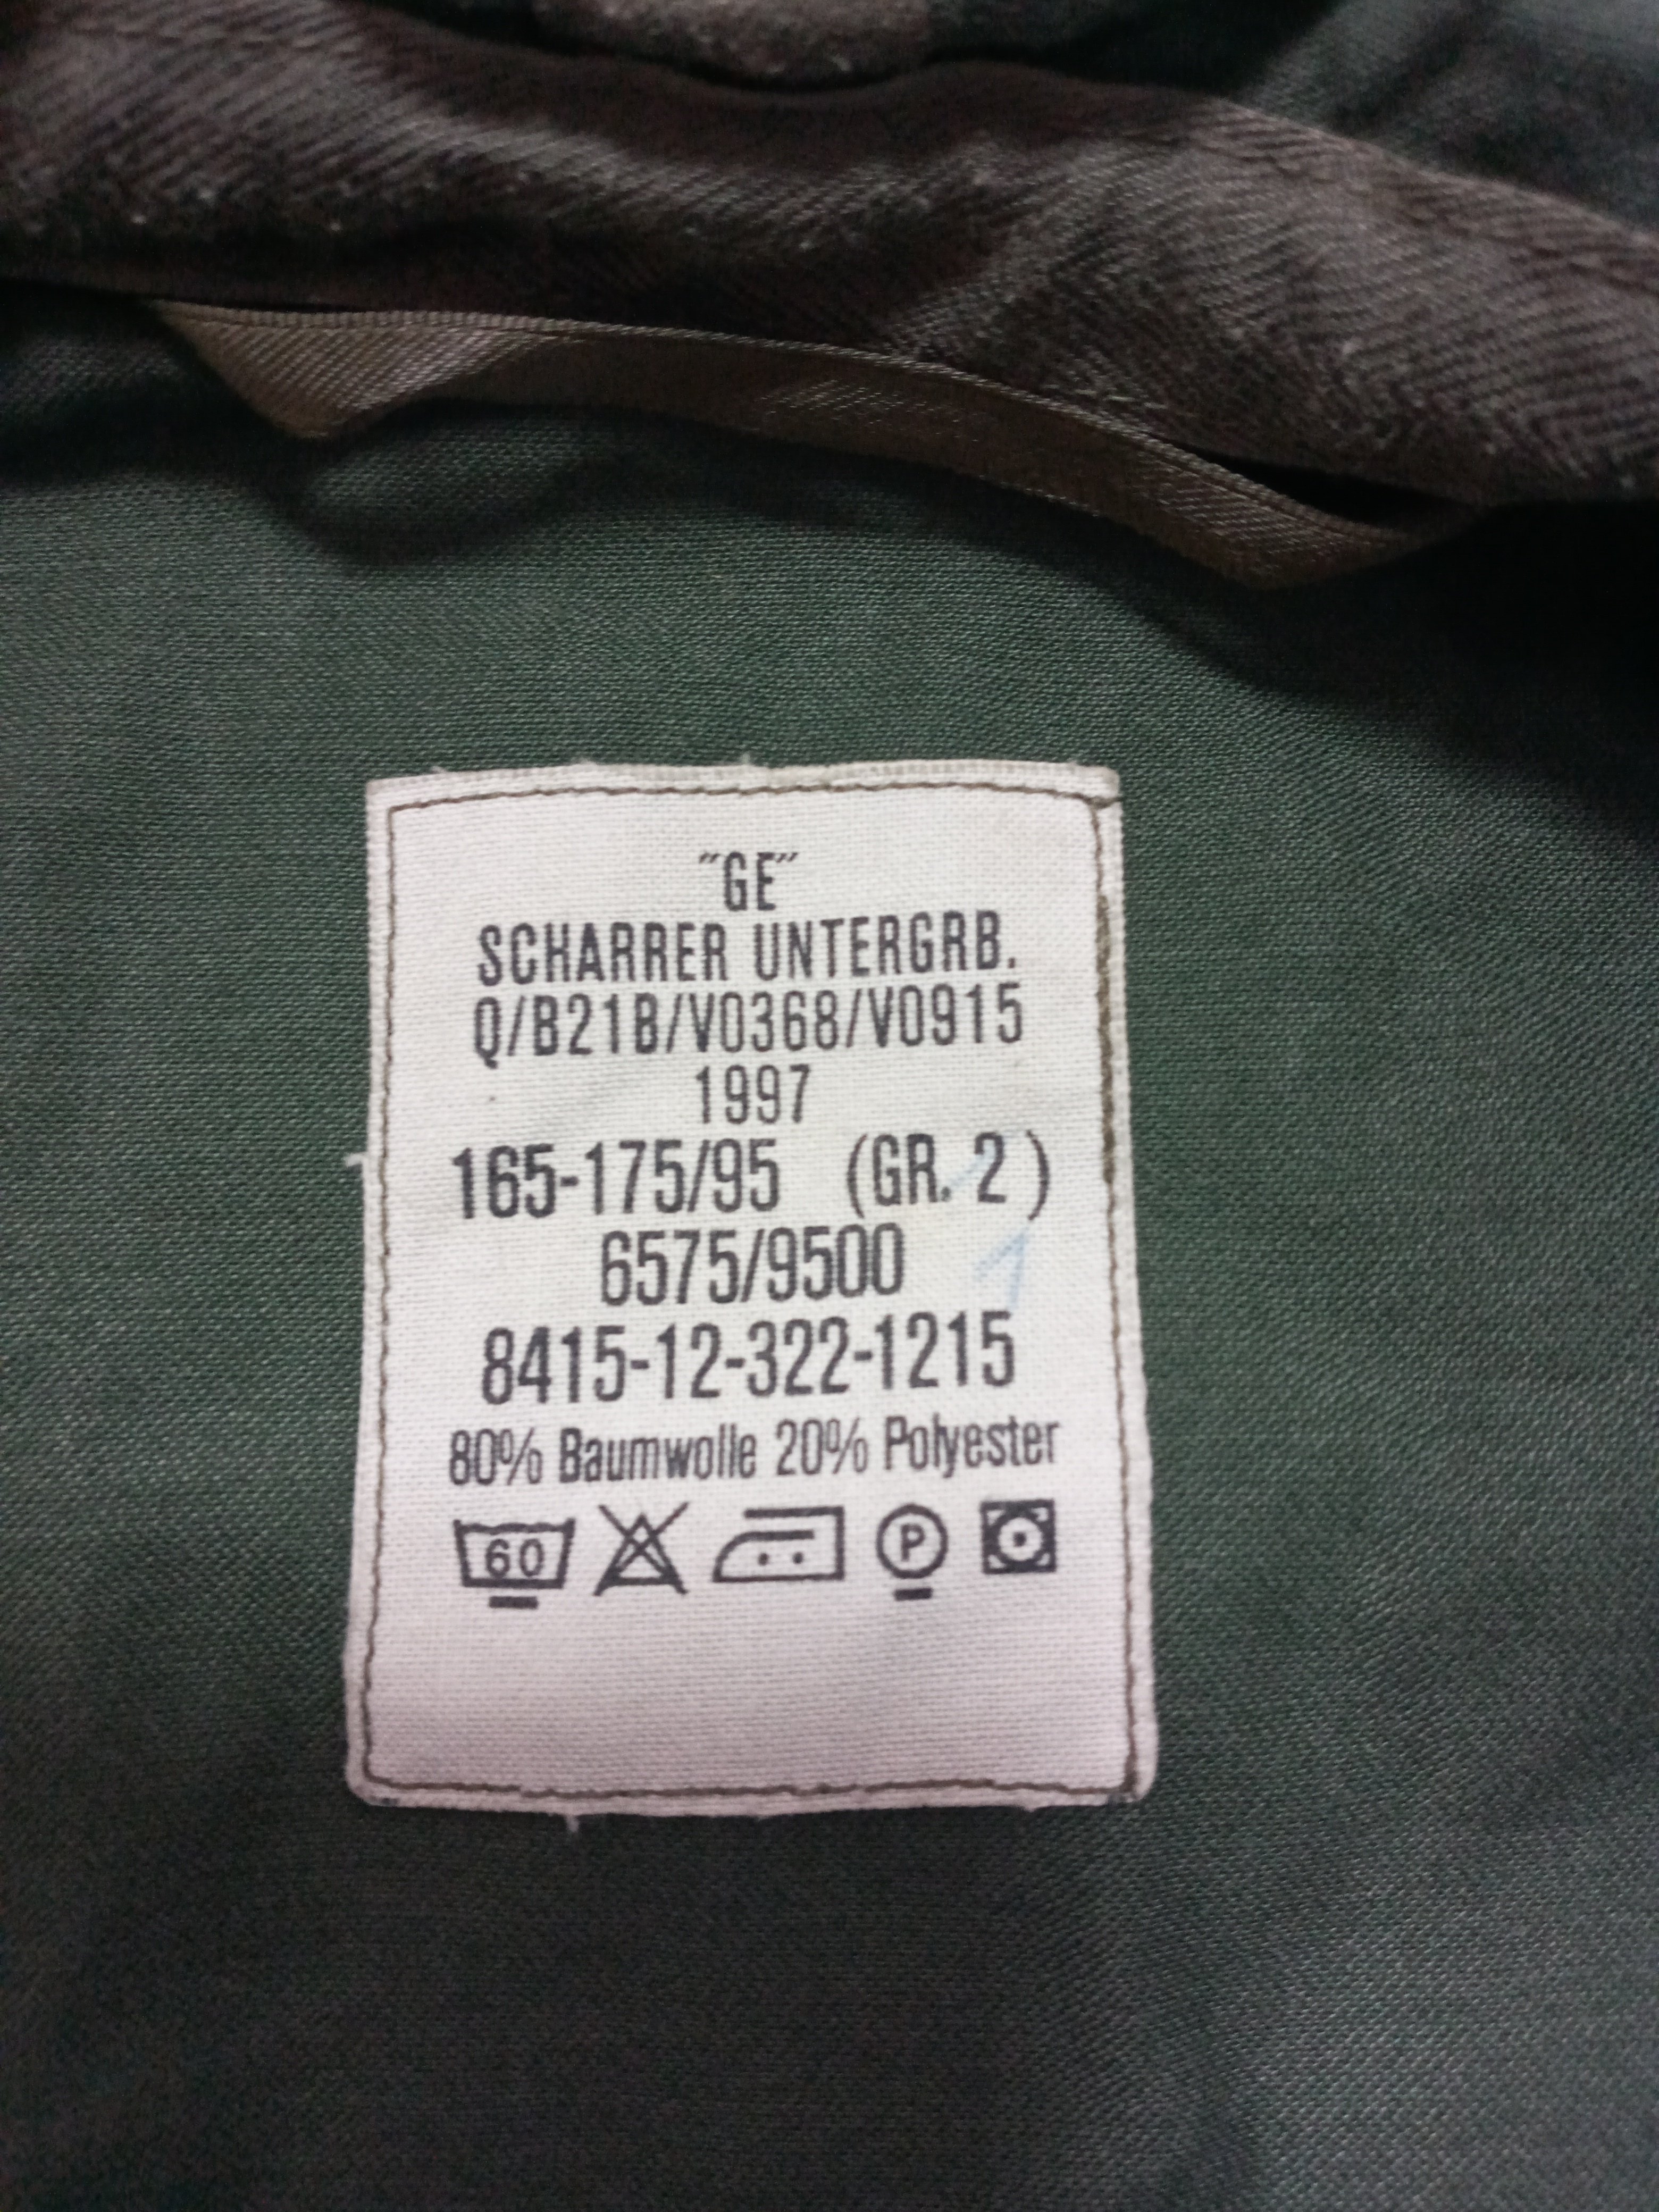 "GE"
SCHARRER UNTERGRB.
Q/B21B/V0368/V0915
1997
165-175/95 (GR. 2 )
6575/9500
8415-12-322-1215
80% Baumwolle 20% Polyester
60 P